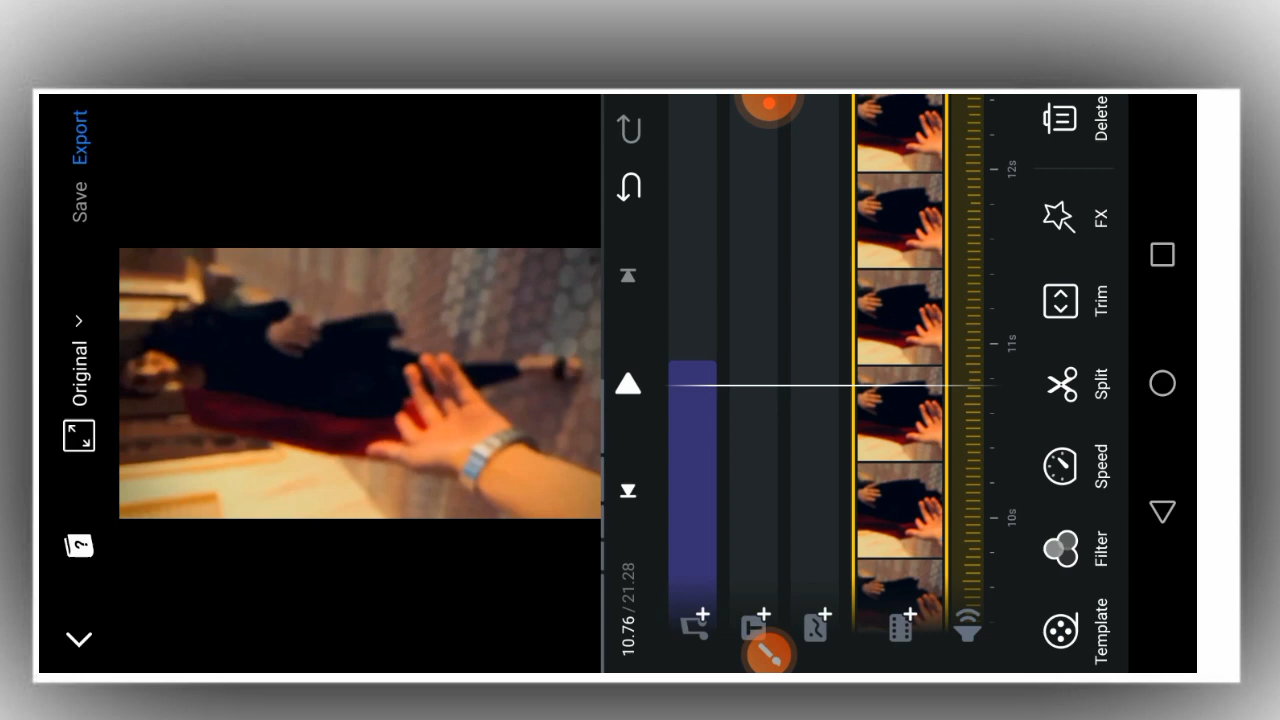 Save Export
Original
?
10.76 / 21.28
T
10s
11s
12s
Template
Filter
Speed
Split
Trim
FX
Delete